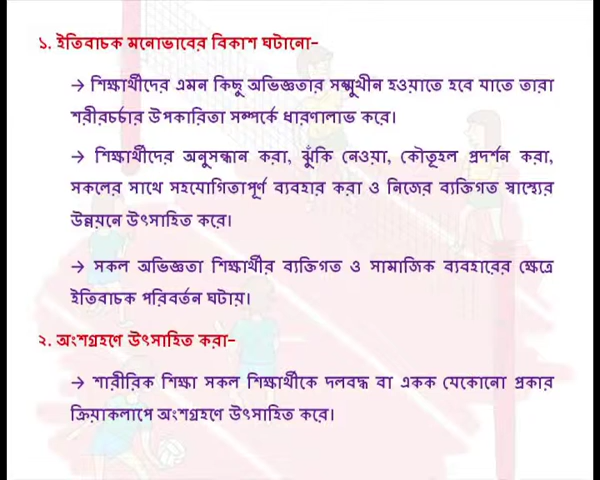 ১. ইতিবাচক মনোভাবের বিকাশ ঘটানো–
→ শিক্ষার্থীদের এমন কিছু অভিজ্ঞতার সম্মুখীন হওয়াতে হবে যাতে তারা
শরীরচর্চার উপকারিতা সম্পর্কে ধারণালাভ করে।
→ শিক্ষার্থীদের অনুসন্ধান করা, ঝুঁকি নেওয়া, কৌতূহল প্রদর্শন করা,
সকলের সাথে সহযোগিতাপূর্ণ ব্যবহার করা ও নিজের ব্যক্তিগত স্বাস্থ্যের
উন্নয়নে উৎসাহিত করে।
→ সকল অভিজ্ঞতা শিক্ষার্থীর ব্যক্তিগত ও সামাজিক ব্যবহারের ক্ষেত্রে
ইতিবাচক পরিবর্তন ঘটায়।
২. অংশগ্রহণে উৎসাহিত করা–
→ শারীরিক শিক্ষা সকল শিক্ষার্থীকে দলবদ্ধ বা একক যেকোনো প্রকার
ক্রিয়াকলাপে অংশগ্রহণে উৎসাহিত করে।